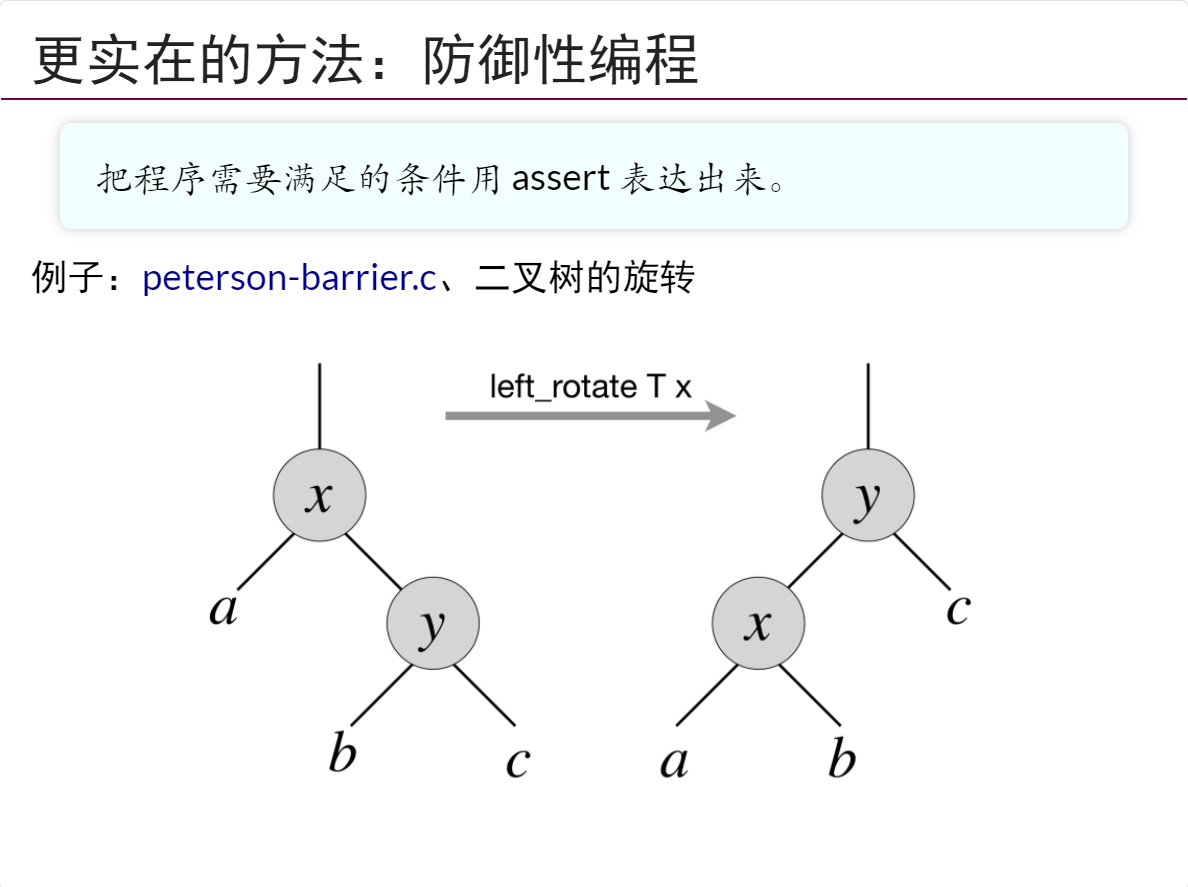 更实在的方法：防御性编程
把程序需要满足的条件用 assert 表达出来。
例子：peterson-barrier.c、二叉树的旋转
left_rotate T x
x
y
a
y
x
c
b
c
a
b